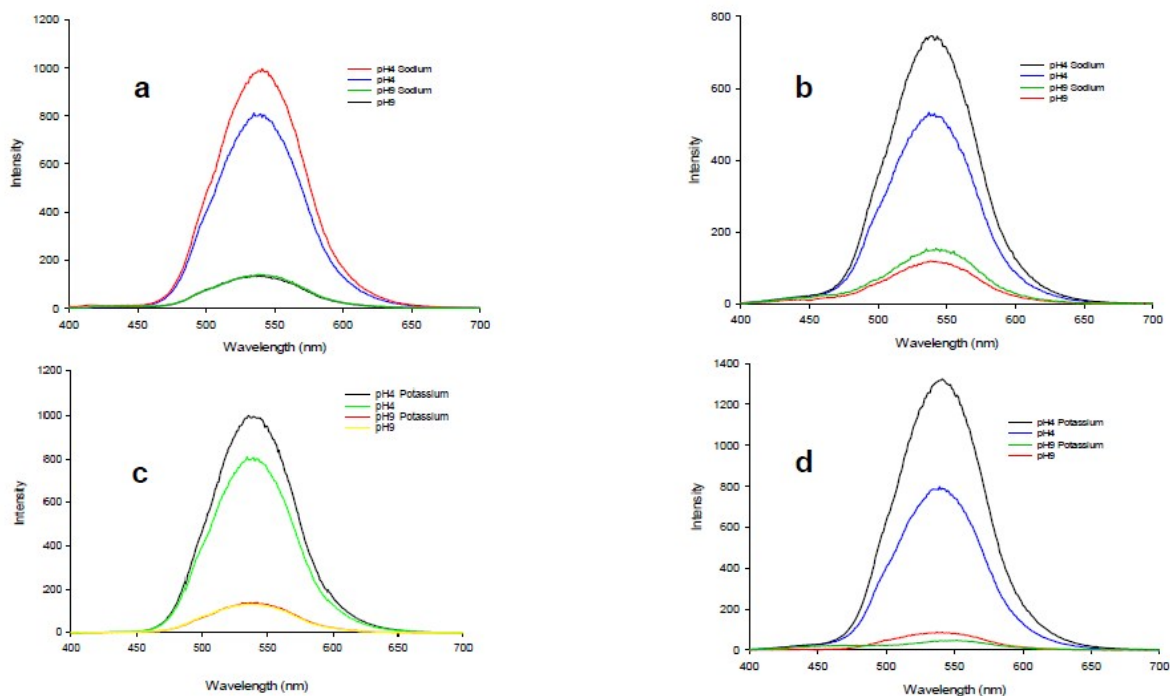 1200
1000
800
600
400
200
0
Intensity
a
pH4 Sodium
pH4
pH9 Sodium
pH9
400 450 500 550 600 650 700
Wavelength (nm)
800
600
400
200
0
Intensity
b
pH4 Sodium
pH4
pH9 Sodium
pH9
400 450 500 550 600 650 700
Wavelength (nm)
1200
1000
800
600
400
200
0
Intensity
c
pH4 Potassium
pH4
pH9 Potassium
pH9
400 450 500 550 600 650 700
Wavelength (nm)
1400
1200
1000
800
600
400
200
0
Intensity
d
pH4 Potassium
pH4
pH9 Potassium
pH9
400 450 500 550 600 650 700
Wavelength (nm)